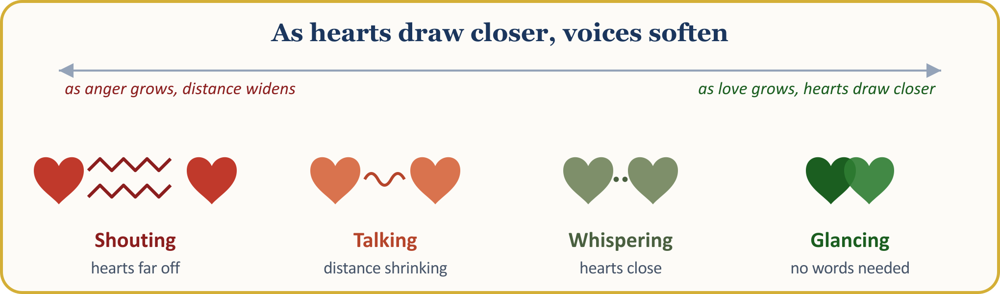 As hearts draw closer, voices soften
as anger grows, distance widens
as love grows, hearts draw closer
Shouting
hearts far off
Talking
distance shrinking
Whispering
hearts close
Glancing
no words needed